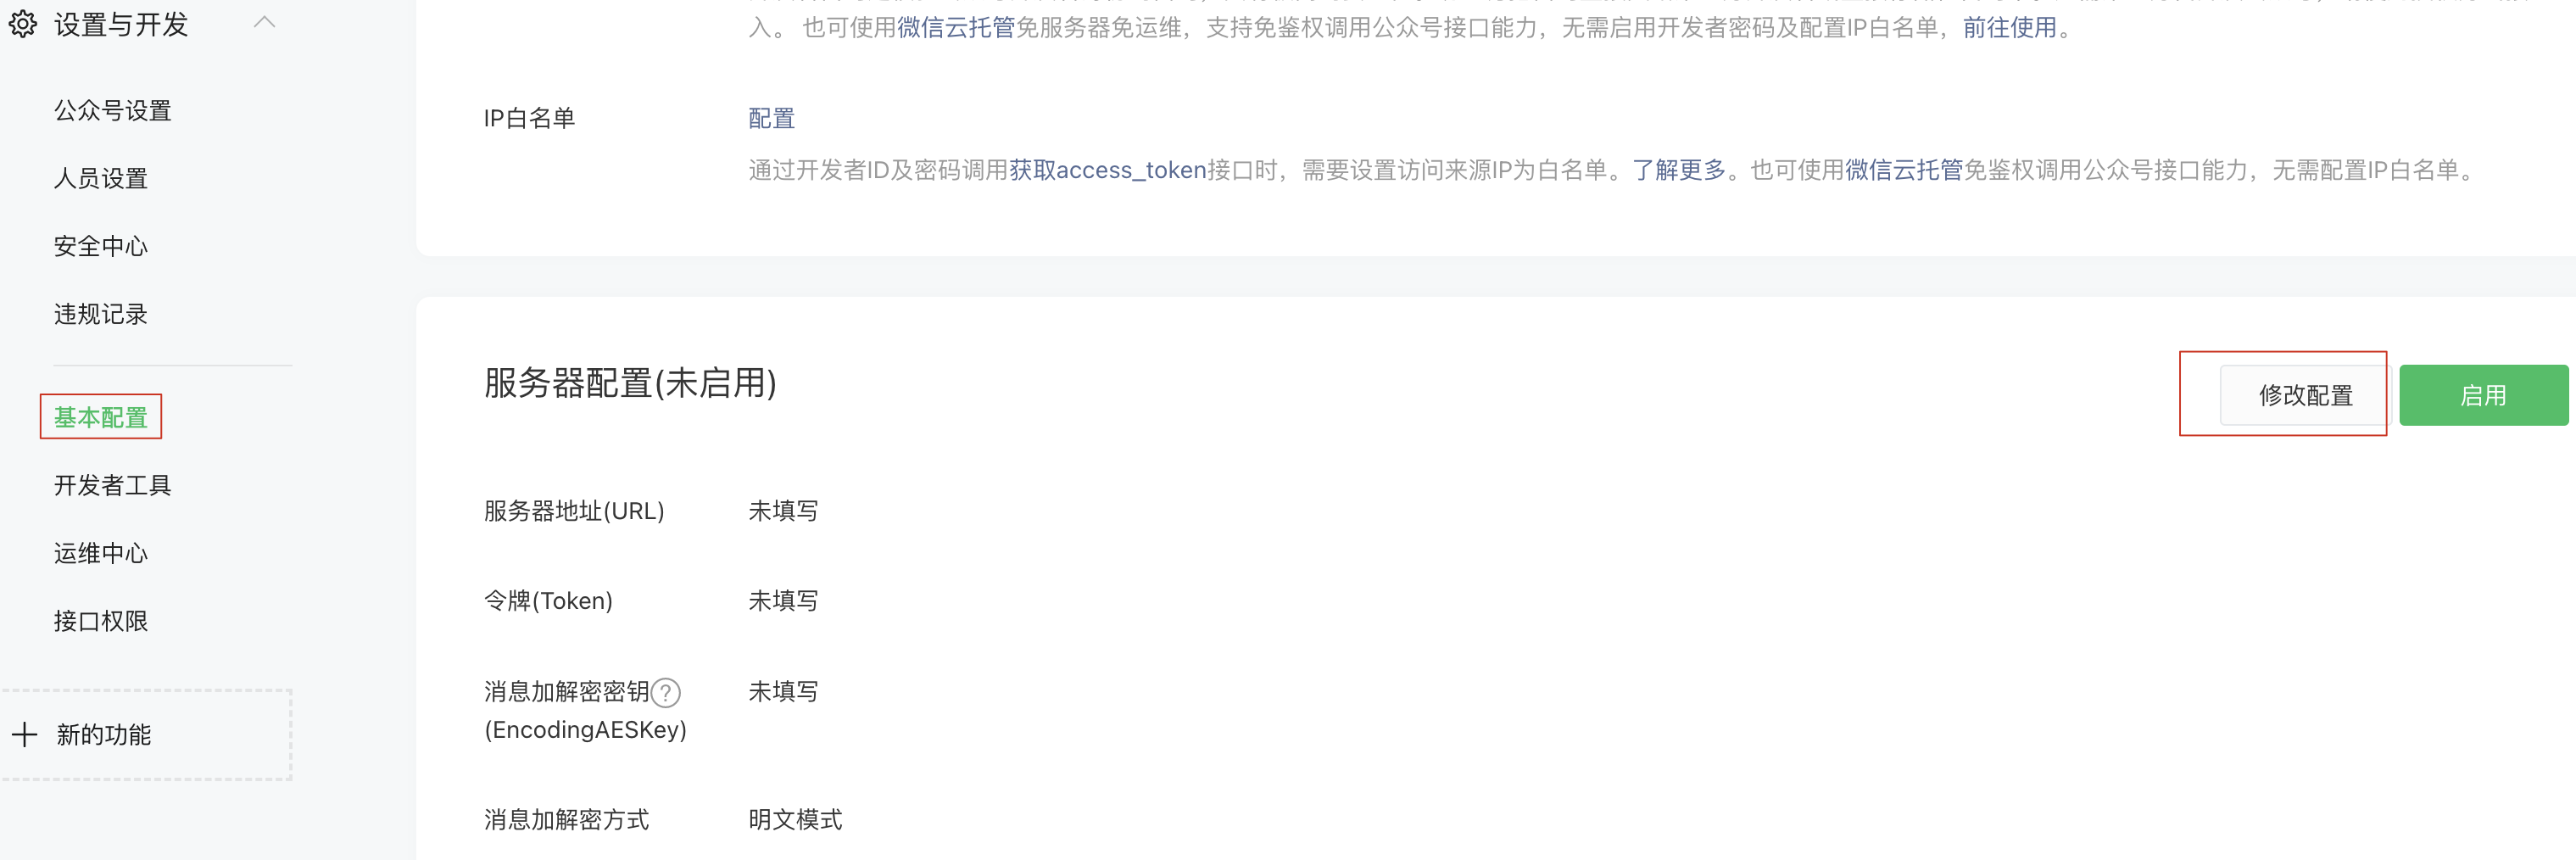 设置与开发
公众号设置
人员设置
安全中心
违规记录
基本配置
开发者工具
运维中心
接口权限
新的功能
入。 也可使用微信云托管免服务器免运维，支持免鉴权调用公众号接口能力，无需启用开发者密码及配置IP白名单，前往使用。
IP白名单
配置
通过开发者ID及密码调用获取access_token接口时，需要设置访问来源IP为白名单。了解更多。也可使用微信云托管免鉴权调用公众号接口能力，无需配置IP白名单。
服务器配置(未启用)
修改配置
启用
服务器地址(URL) 未填写
令牌(Token) 未填写
消息加解密密钥? 未填写
(EncodingAESKey)
消息加解密方式 明文模式